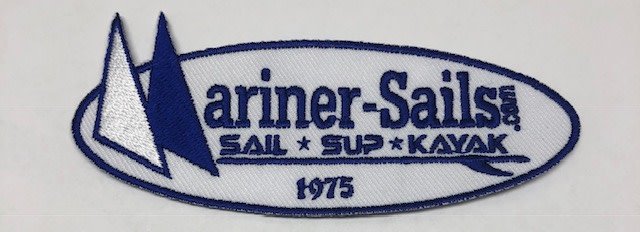 Mariner-Sails.com
SAIL ★ SUP ★ KAYAK
1975